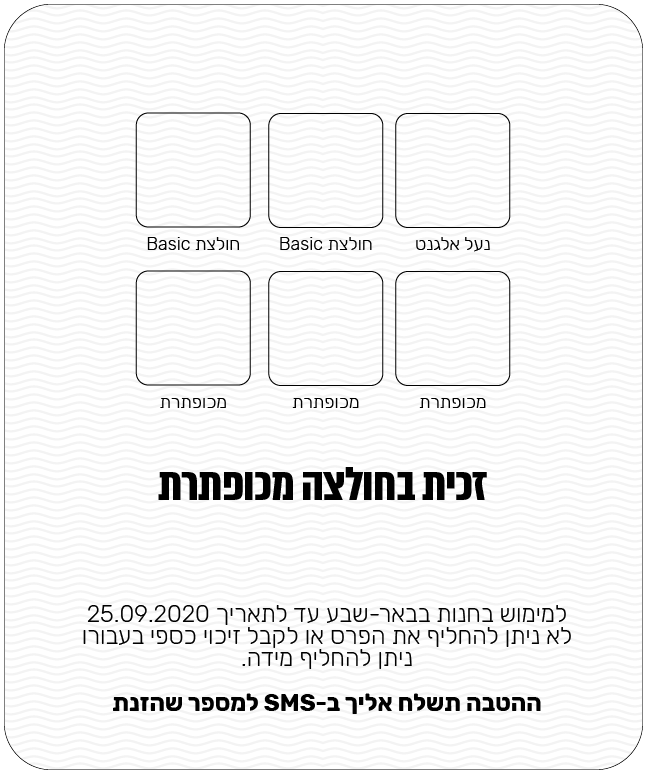 נעל אלגנט
חולצת Basic
חולצת Basic
מכופתרת
מכופתרת
מכופתרת
זכית בחולצה מכופתרת
למימוש בחנות בבאר-שבע עד לתאריך 25.09.2020
לא ניתן להחליף את הפרס או לקבל זיכוי כספי בעבורו
ניתן להחליף מידה.
ההטבה תשלח אליך ב-SMS למספר שהזנת